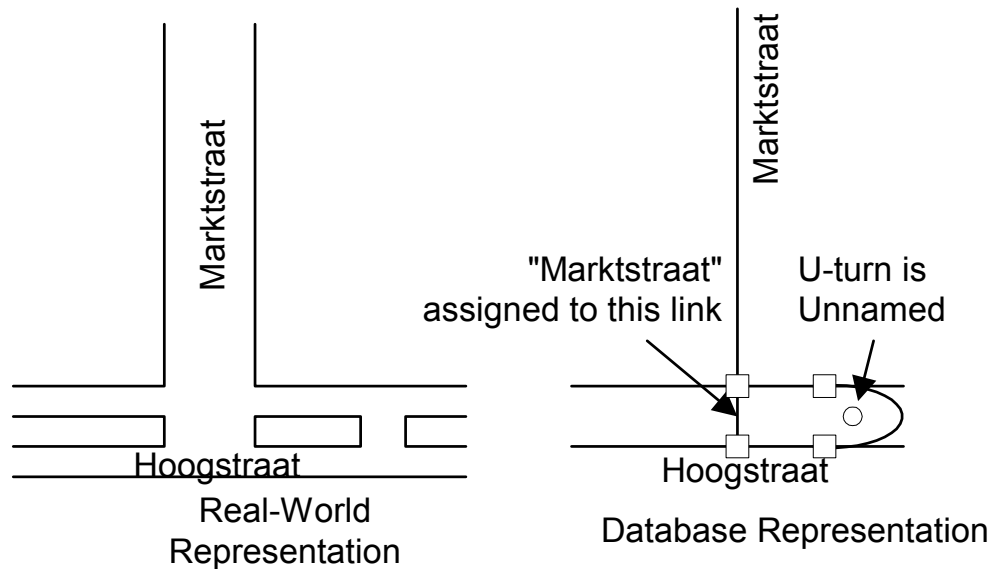 Marktstraat
Hoogstraat
Real-World
Representation
Marktstraat
"Marktstraat"
assigned to this link
U-turn is
Unnamed
Hoogstraat
Database Representation